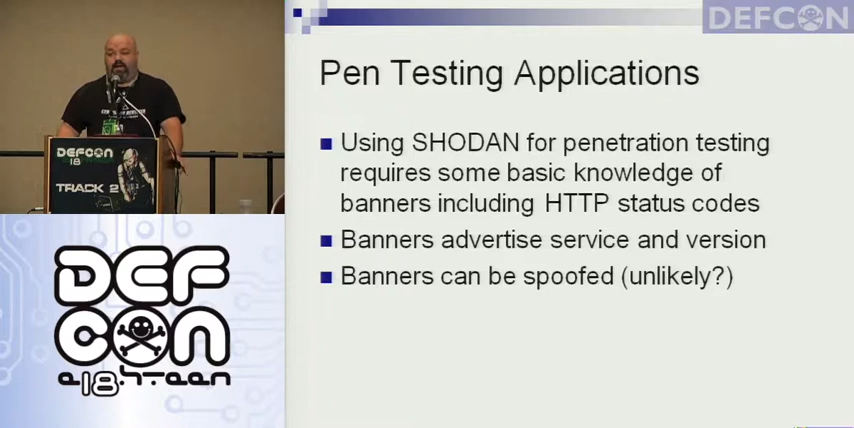 DEFCON
Pen Testing Applications
Using SHODAN for penetration testing
requires some basic knowledge of
banners including HTTP status codes
Banners advertise service and version
Banners can be spoofed (unlikely?)
DEFCON
18
TRACK 2
DEF
CON
e18hteen